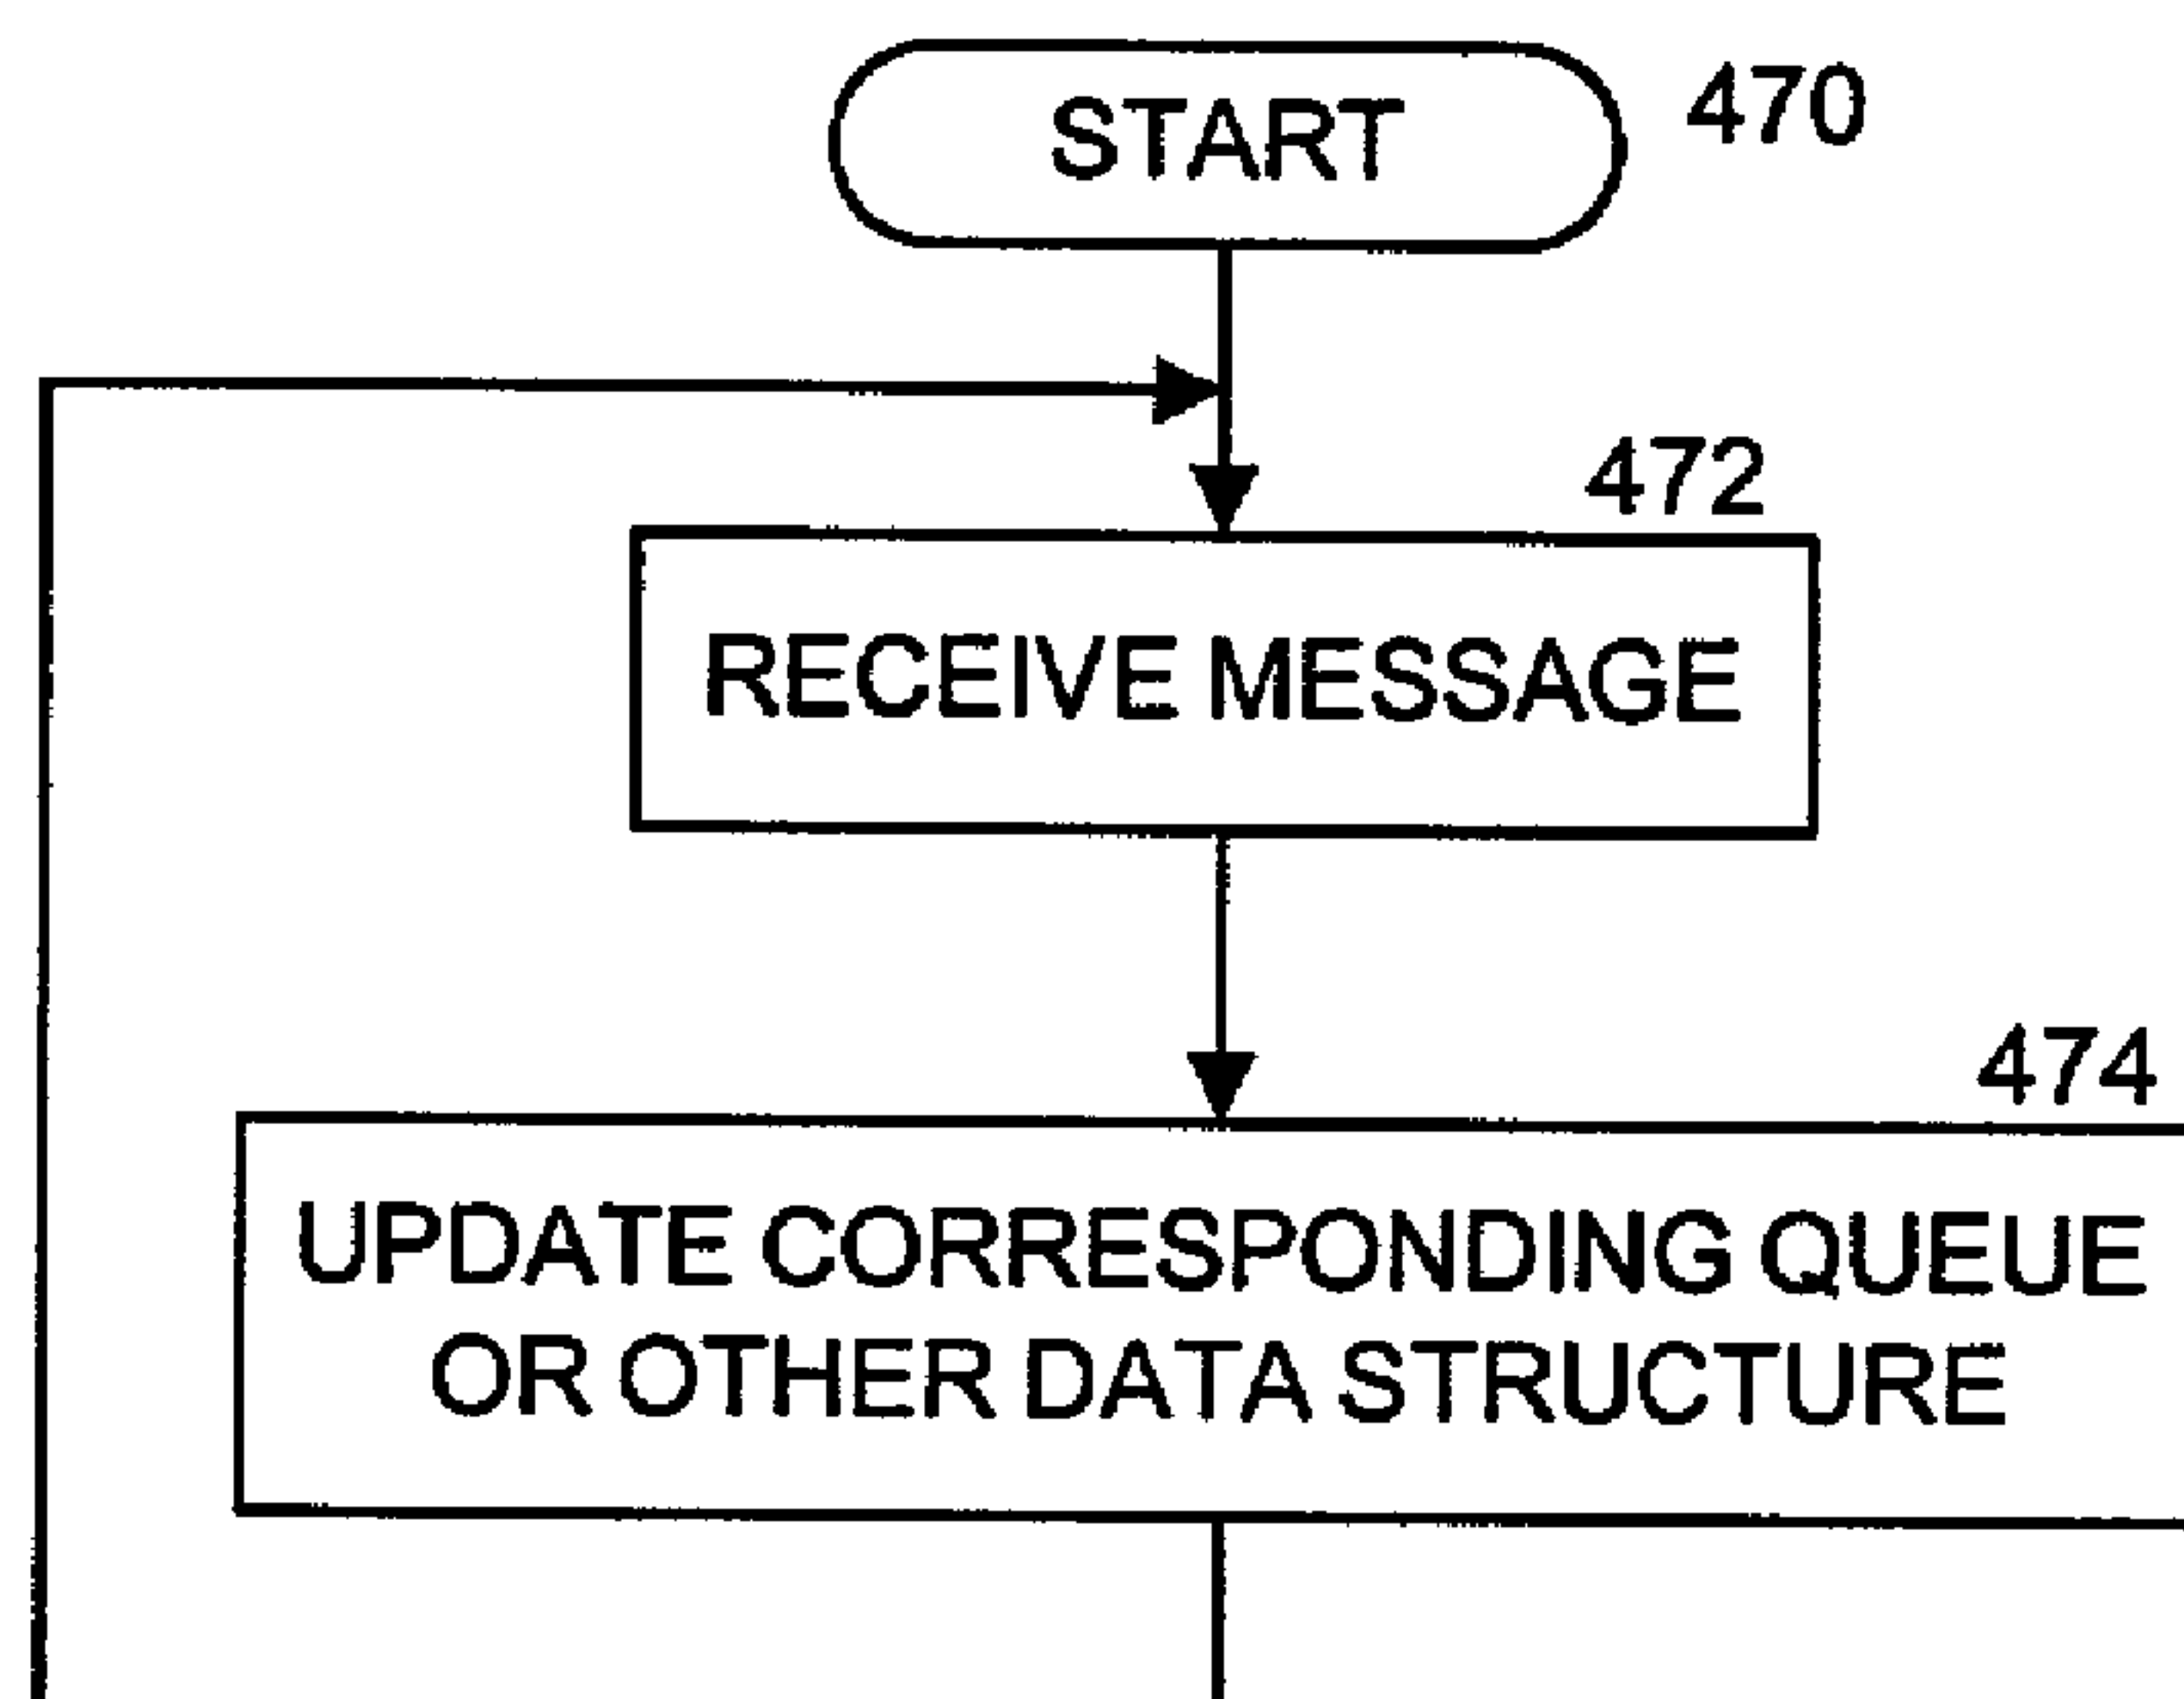 START
470
472
RECEIVE MESSAGE
474
UPDATE CORRESPONDING QUEUE
OR OTHER DATA STRUCTURE